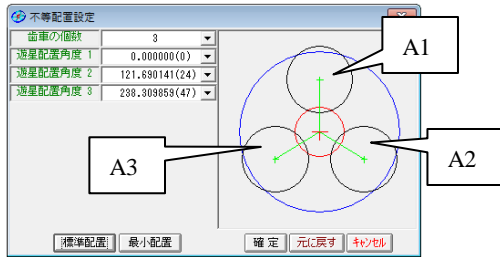 不等配置設定
歯車の個数 3
遊星配置角度 1 0.000000(0)
遊星配置角度 2 121.690141(24)
遊星配置角度 3 238.309859(47)
A1
A2
A3
標準配置 最小配置 確 定 元に戻す キャンセル